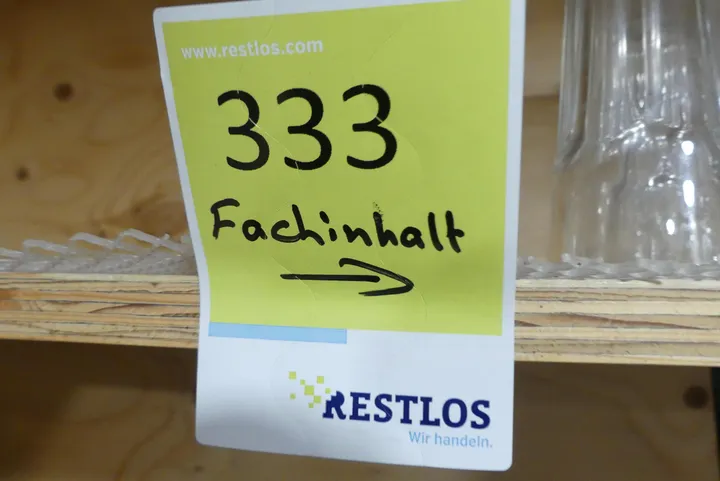 www.restlos.com
333
Fachinhalt
RESTLOS
Wir handeln.